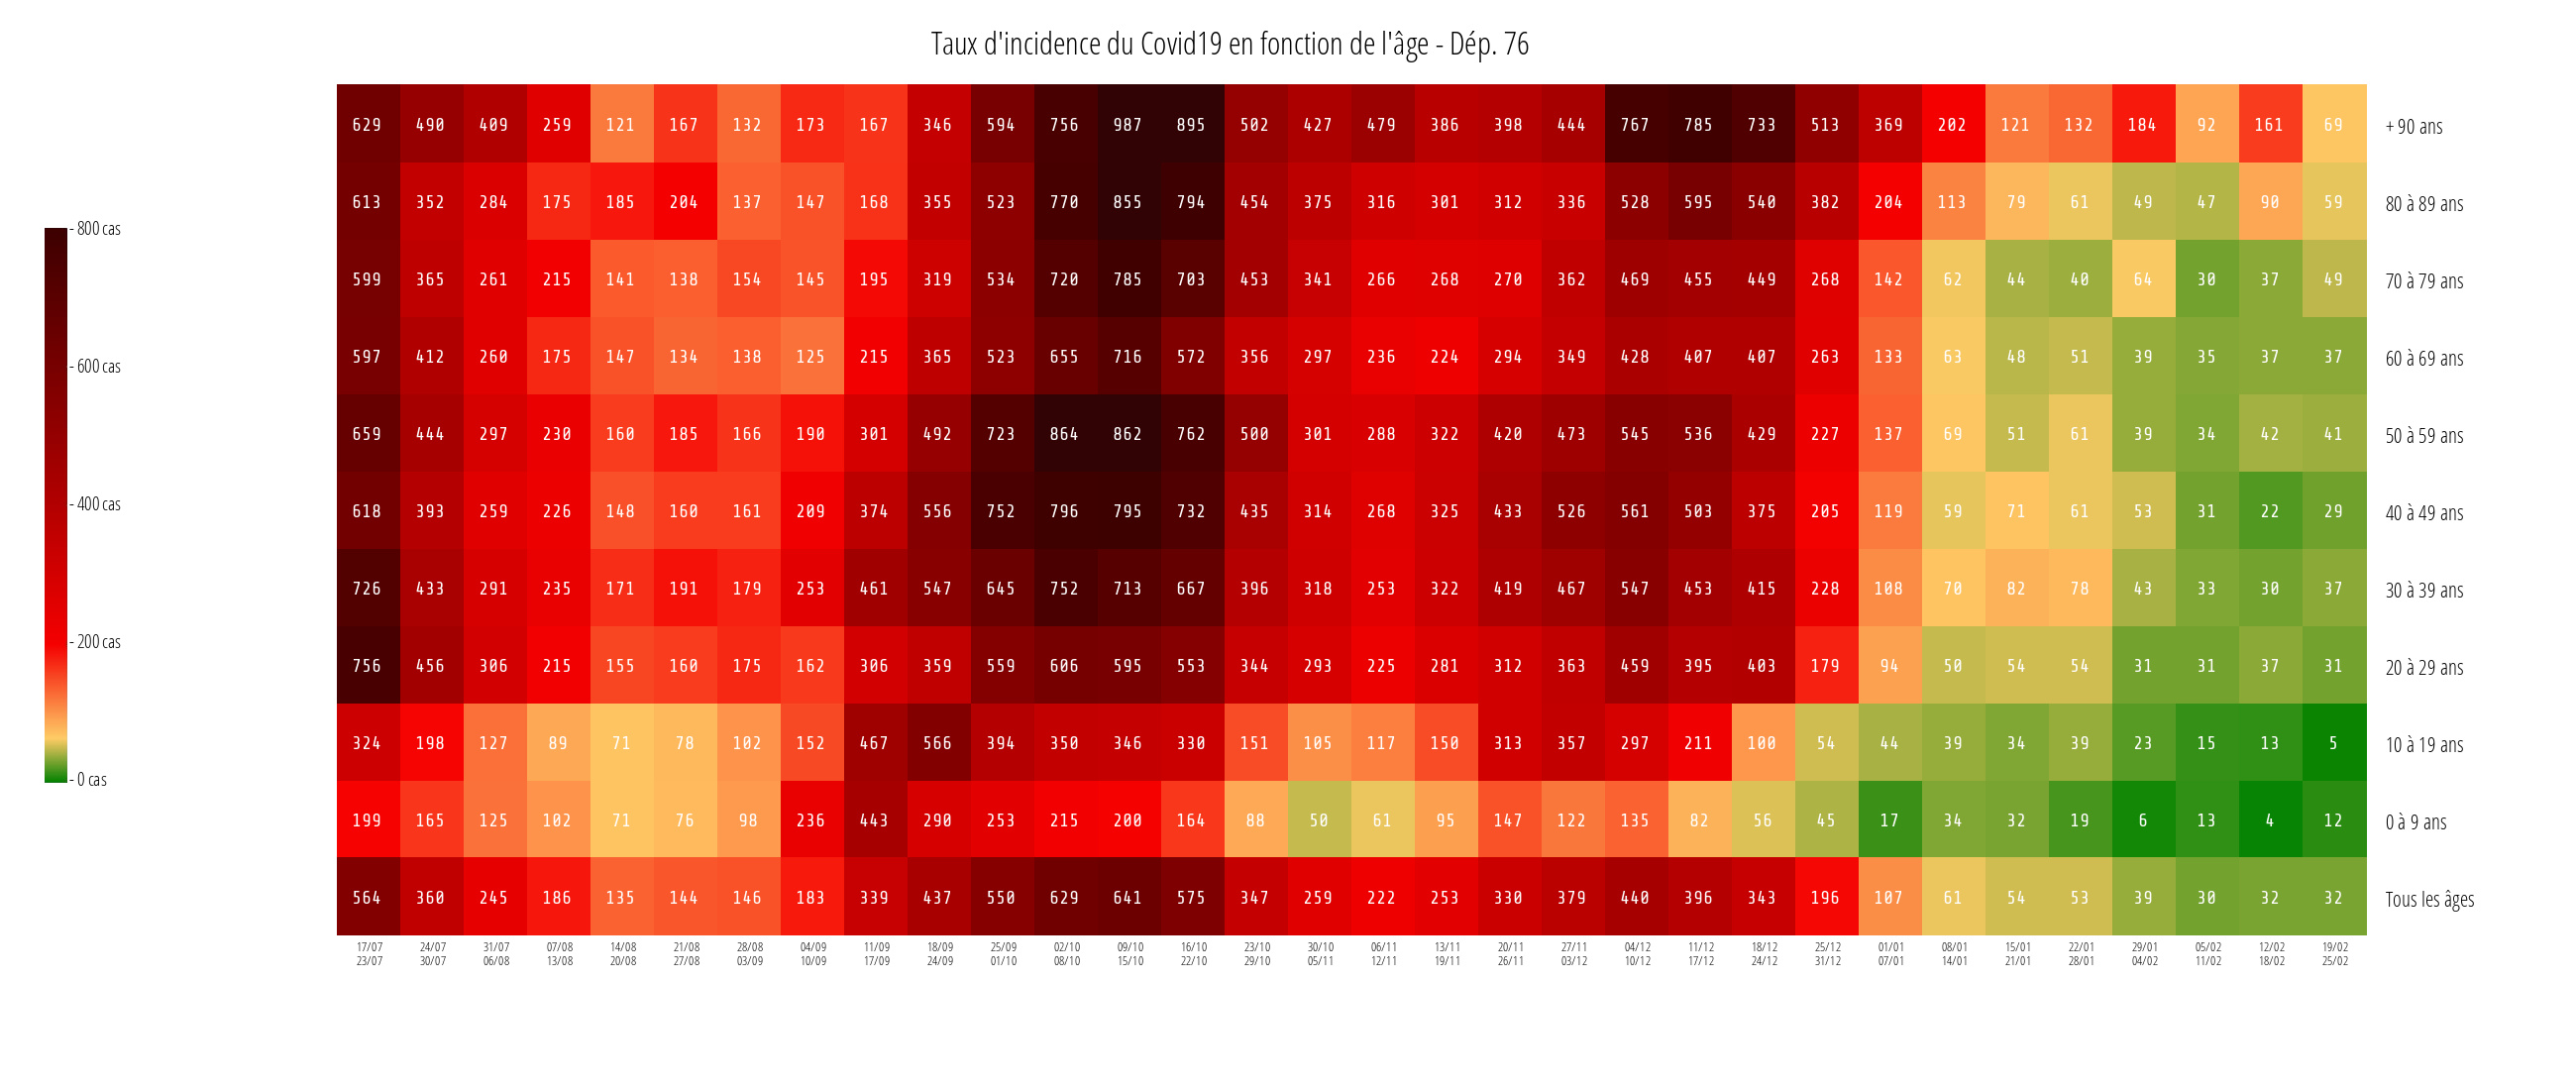 Taux d'incidence du Covid19 en fonction de l'âge - Dép. 76
- 800 cas
- 600 cas
- 400 cas
- 200 cas
- 0 cas
629 490 409 259 121 167 132 173 167 346 594 756 987 895 502 427 479 386 398 444 767 785 733 513 369 202 121 132 184 92 161 69 + 90 ans
613 352 284 175 185 204 137 147 168 355 523 770 855 794 454 375 316 301 312 336 528 595 540 382 204 113 79 61 49 47 90 59 80 à 89 ans
599 365 261 215 141 138 154 145 195 319 534 720 785 703 453 341 266 268 270 362 469 455 449 268 142 62 44 40 64 30 37 49 70 à 79 ans
597 412 260 175 147 134 138 125 215 365 523 655 716 572 356 297 236 224 294 349 428 407 407 263 133 63 48 51 39 35 37 37 60 à 69 ans
659 444 297 230 160 185 166 190 301 492 723 864 862 762 500 301 288 322 420 473 545 536 429 227 137 69 51 61 39 34 42 41 50 à 59 ans
618 393 259 226 148 160 161 209 374 556 752 796 795 732 435 314 268 325 433 526 561 503 375 205 119 59 71 61 53 31 22 29 40 à 49 ans
726 433 291 235 171 191 179 253 461 547 645 752 713 667 396 318 253 322 419 467 547 453 415 228 108 70 82 78 43 33 30 37 30 à 39 ans
756 456 306 215 155 160 175 162 306 359 559 606 595 553 344 293 225 281 312 363 459 395 403 179 94 50 54 54 31 31 37 31 20 à 29 ans
324 198 127 89 71 78 102 152 467 566 394 350 346 330 151 105 117 150 313 357 297 211 100 54 44 39 34 39 23 15 13 5 10 à 19 ans
199 165 125 102 71 76 98 236 443 290 253 215 200 164 88 50 61 95 147 122 135 82 56 45 17 34 32 19 6 13 4 12 0 à 9 ans
564 360 245 186 135 144 146 183 339 437 550 629 641 575 347 259 222 253 330 379 440 396 343 196 107 61 54 53 39 30 32 32 Tous les âges
17/07 24/07 31/07 07/08 14/08 21/08 28/08 04/09 11/09 18/09 25/09 02/10 09/10 16/10 23/10 30/10 06/11 13/11 20/11 27/11 04/12 11/12 18/12 25/12 01/01 08/01 15/01 22/01 29/01 05/02 12/02 19/02
23/07 30/07 06/08 13/08 20/08 27/08 03/09 10/09 17/09 24/09 01/10 08/10 15/10 22/10 29/10 05/11 12/11 19/11 26/11 03/12 10/12 17/12 24/12 31/12 07/01 14/01 21/01 28/01 04/02 11/02 18/02 25/02